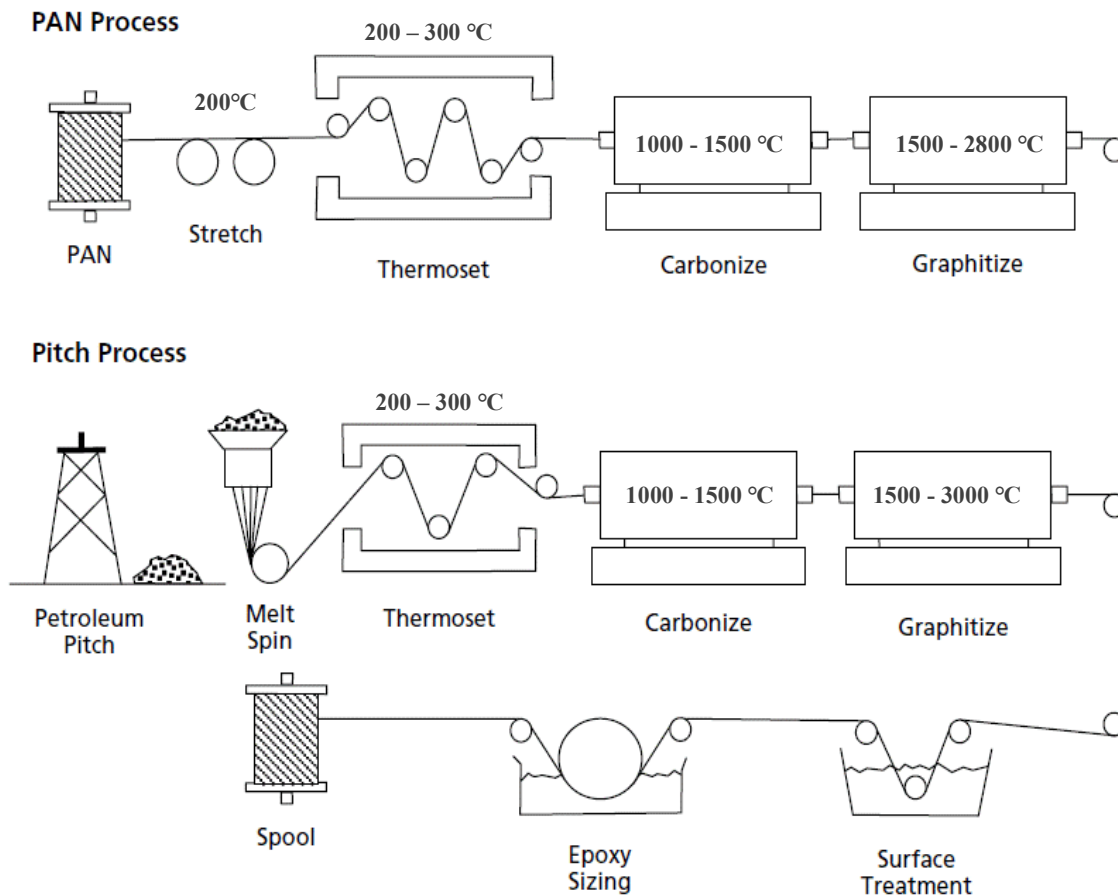 PAN Process
200 – 300 °C
200°C
1000 - 1500 °C
1500 - 2800 °C
PAN
Stretch
Thermoset
Carbonize
Graphitize
Pitch Process
200 – 300 °C
1000 - 1500 °C
1500 - 3000 °C
Petroleum
Pitch
Melt
Spin
Thermoset
Carbonize
Graphitize
Spool
Epoxy
Sizing
Surface
Treatment